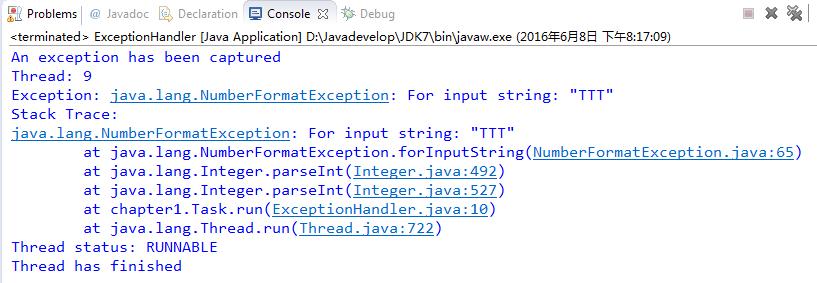 Problems @ Javadoc Declaration Console Debug
<terminated> ExceptionHandler [Java Application] D:\Javadevelop\JDK7\bin\javaw.exe (2016年6月8日 下午8:17:09)
An exception has been captured
Thread: 9
Exception: java.lang.NumberFormatException: For input string: "TTT"
Stack Trace:
java.lang.NumberFormatException: For input string: "TTT"
	at java.lang.NumberFormatException.forInputString(NumberFormatException.java:65)
	at java.lang.Integer.parseInt(Integer.java:492)
	at java.lang.Integer.parseInt(Integer.java:527)
	at chapter1.Task.run(ExceptionHandler.java:10)
	at java.lang.Thread.run(Thread.java:722)
Thread status: RUNNABLE
Thread has finished